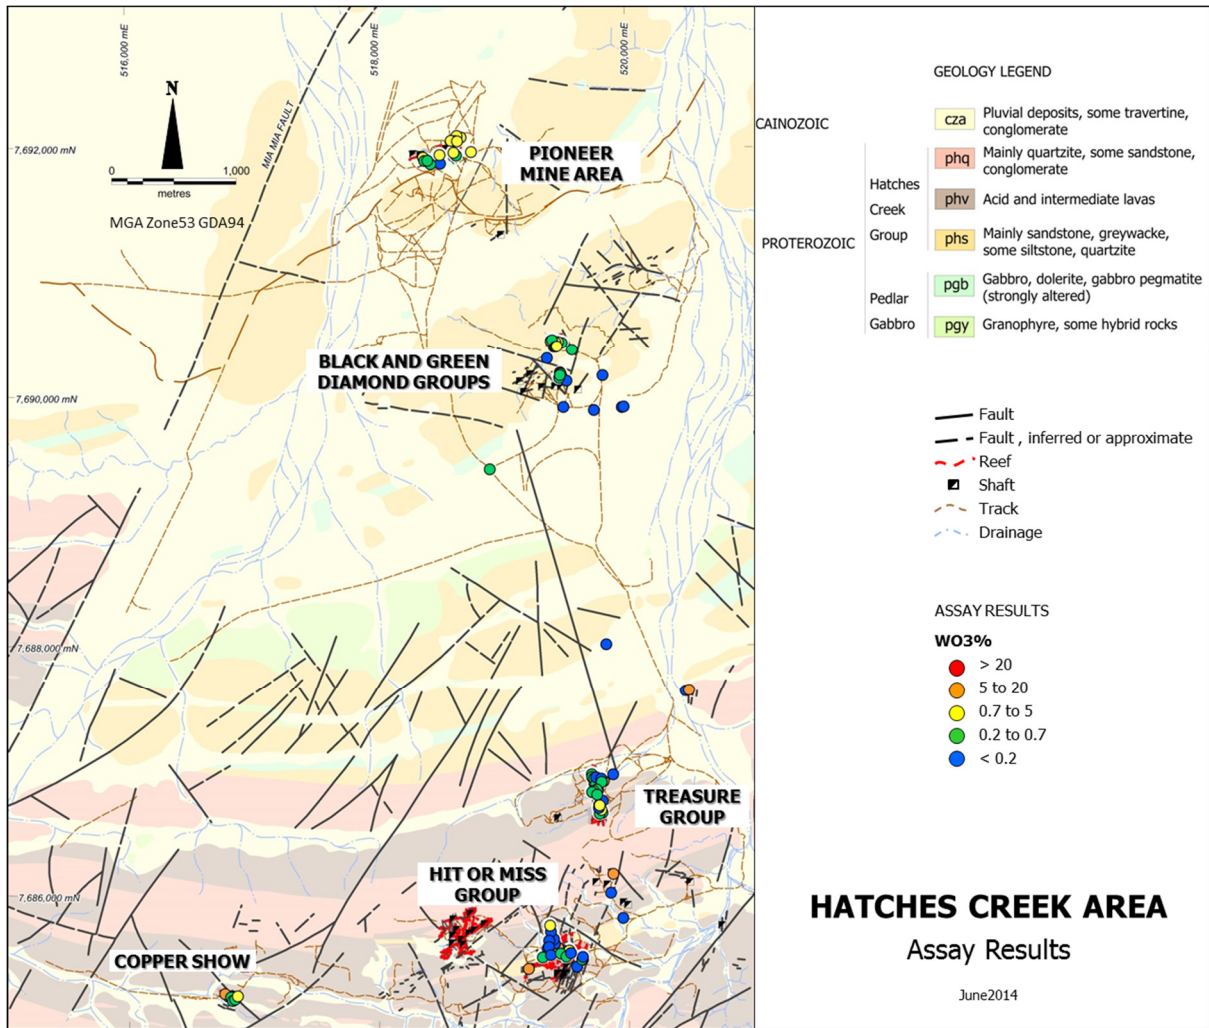 516,000 mE
518,000 mE
520,000 mE
MIA MIA FAULT
7,692,000 mN
N
0
1,000
metres
MGA Zone53 GDA94
PIONEER
MINE AREA
BLACK AND GREEN
DIAMOND GROUPS
7,690,000 mN
7,688,000 mN
TREASURE
GROUP
HIT OR MISS
GROUP
7,686,000 mN
COPPER SHOW
GEOLOGY LEGEND
CAINOZOIC
cza
Pluvial deposits, some travertine,
conglomerate
PROTEROZOIC
Hatches
Creek
Group
phq
Mainly quartzite, some sandstone,
conglomerate
phv
Acid and intermediate lavas
phs
Mainly sandstone, greywacke,
some siltstone, quartzite
Pedlar
Gabbro
pgb
Gabbro, dolerite, gabbro pegmatite
(strongly altered)
pgy
Granophyre, some hybrid rocks
Fault
Fault , inferred or approximate
Reef
Shaft
Track
Drainage
ASSAY RESULTS
WO3%
> 20
5 to 20
0.7 to 5
0.2 to 0.7
< 0.2
HATCHES CREEK AREA
Assay Results
June2014